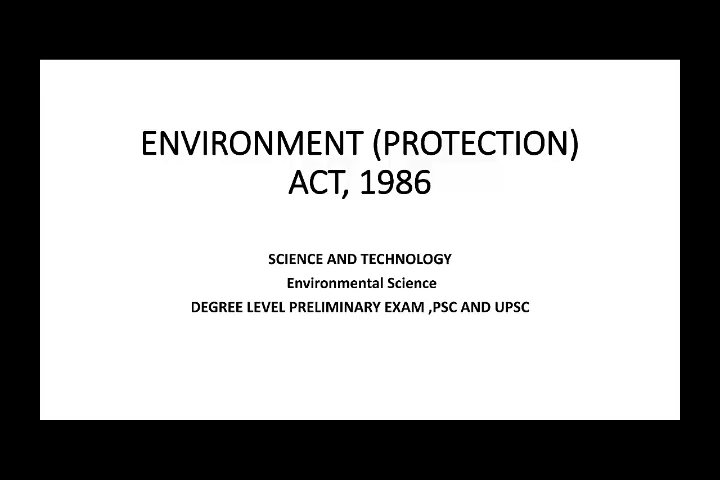 ENVIRONMENT (PROTECTION)
ACT, 1986
SCIENCE AND TECHNOLOGY
Environmental Science
DEGREE LEVEL PRELIMINARY EXAM ,PSC AND UPSC